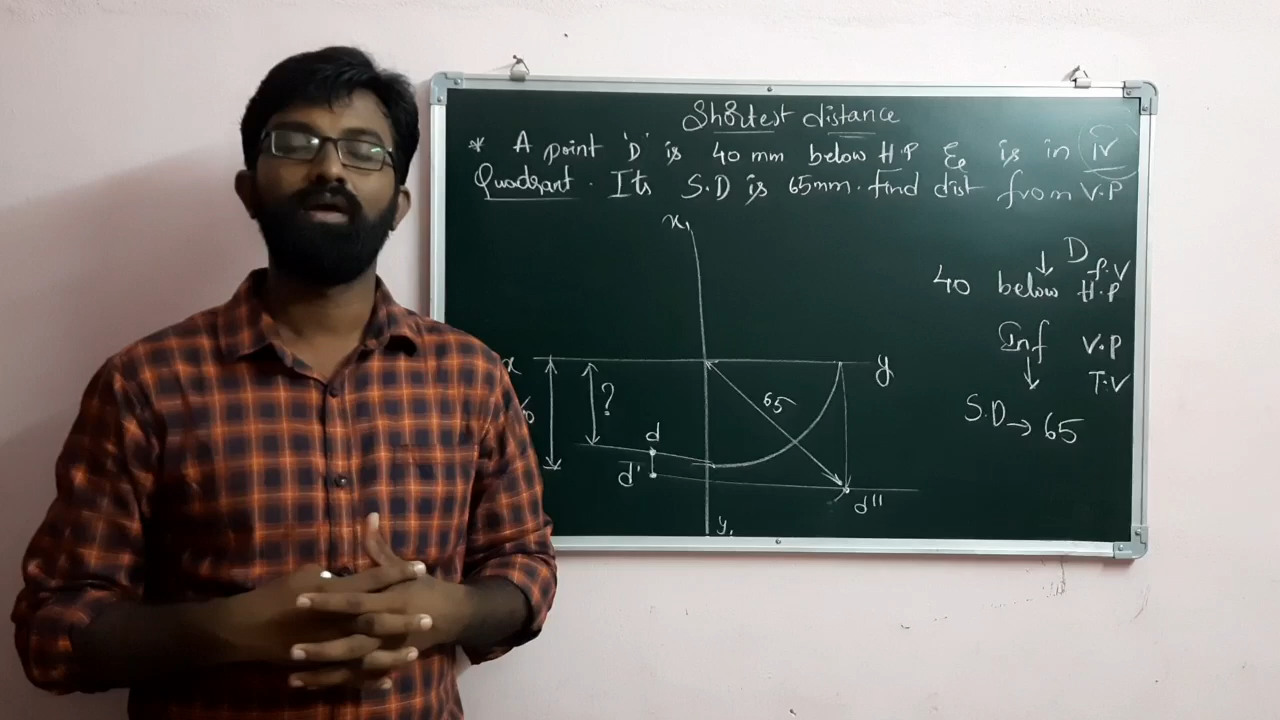 Shortest distance
* A point 'D' is 40 mm below H.P & is in IV
Quadrant. Its S.D is 65mm. find dist from V.P
x1
D
f.V
40 below H.P
Inf V.P
T.V
S.D → 65
x
y
?
65
d
d'
d"
y1